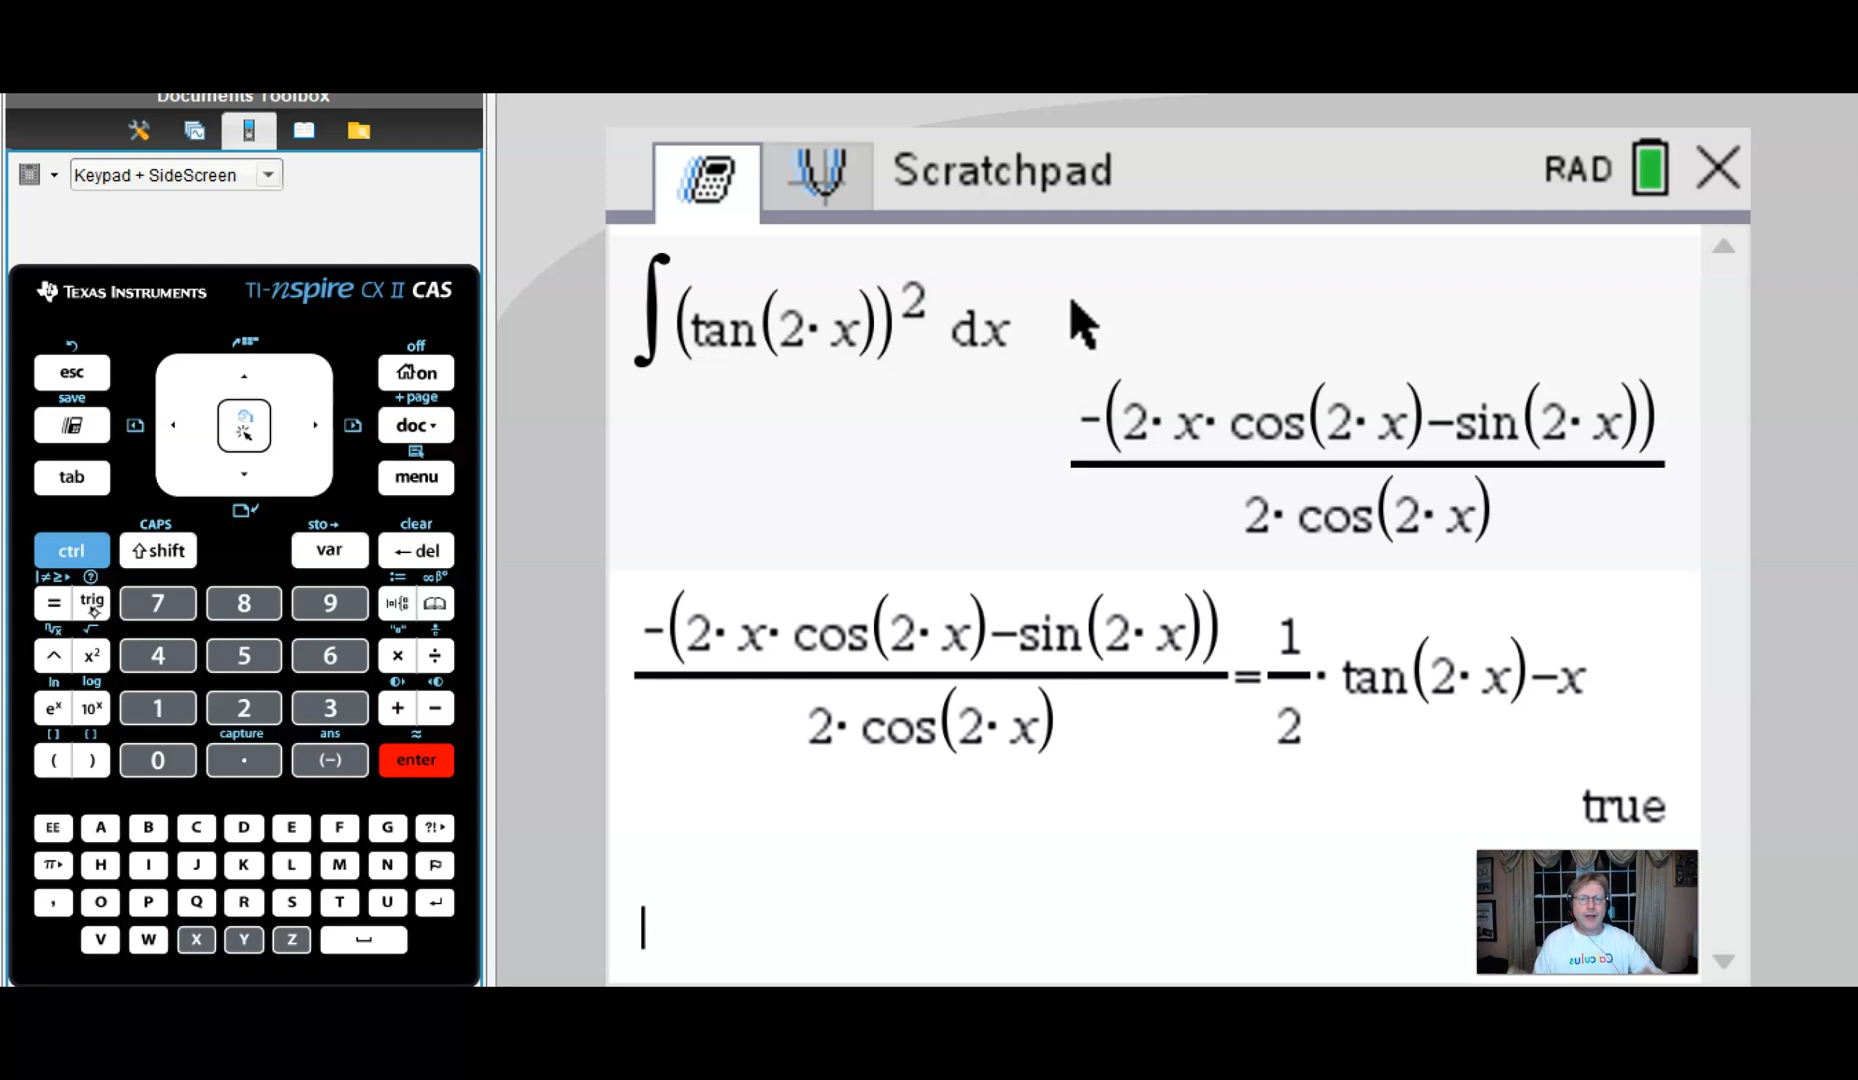 Documents Toolbox
Keypad + SideScreen
TEXAS INSTRUMENTS TI-nspire CX II CAS
off
esc
⌂on
save
+ page
doc▾
tab
menu
CAPS
sto→
clear
ctrl
⇧shift
var
←del
|≠≥▸
:=
∞β°
=
trig
7
8
9
ⁿ√x
√
"▫"
^
x²
4
5
6
×
÷
ln
log
eˣ
10ˣ
1
2
3
+
−
[ ]
{ }
capture
ans
≈
(
)
0
.
(−)
enter
EE A B C D E F G ?!▸
π▸ H I J K L M N
, O P Q R S T U ↵
V W X Y Z
Scratchpad
RAD
∫(tan(2· x))² dx
−(2· x· cos(2· x)−sin(2· x))
2· cos(2· x)
−(2· x· cos(2· x)−sin(2· x))/2· cos(2· x)=1/2· tan(2· x)−x
true
Calculus